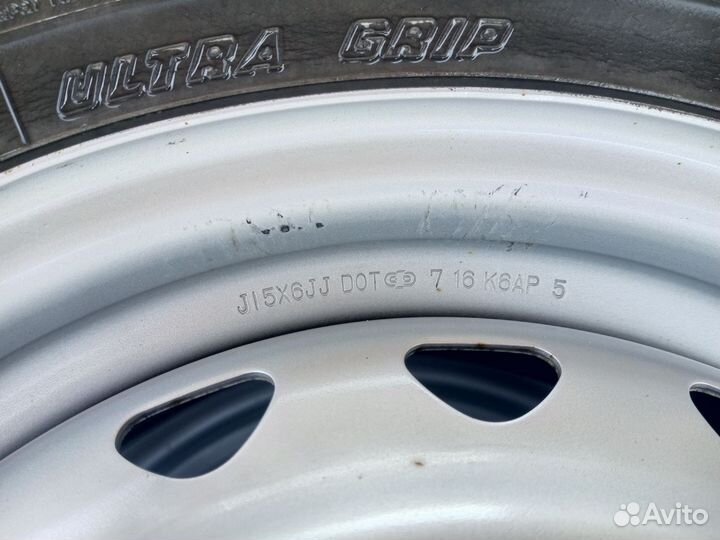 ULTRA GRIP
J15X6JJ DOT 7 16 K6AP 5
Avito